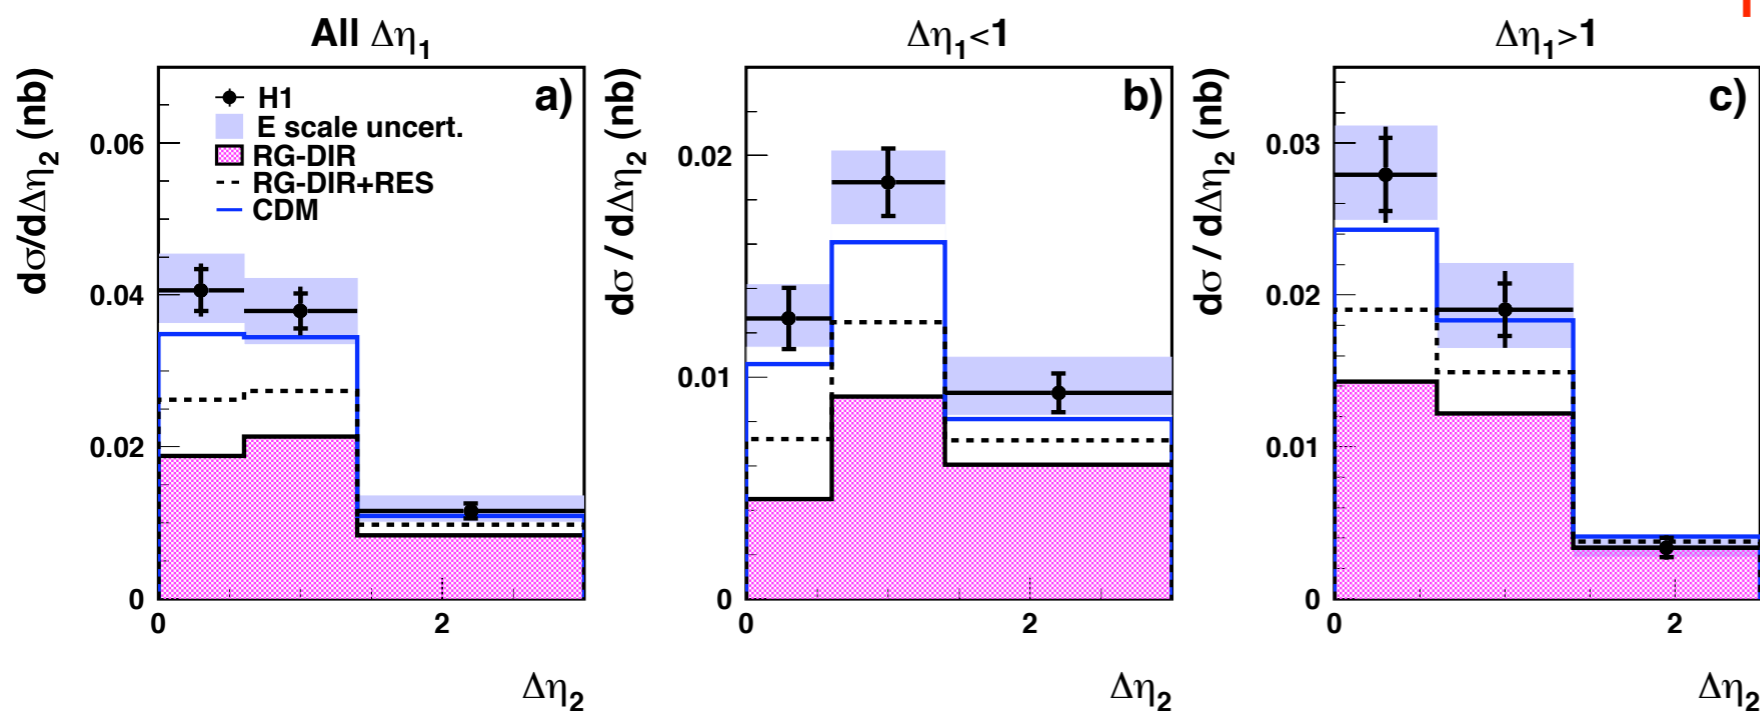 All Δη1
dσ/dΔη2 (nb)
a)
H1
E scale uncert.
RG-DIR
RG-DIR+RES
CDM
0.06
0.04
0.02
0
0
2
Δη2
Δη1<1
dσ / dΔη2 (nb)
b)
0.02
0.01
0
0
2
Δη2
Δη1>1
dσ / dΔη2 (nb)
c)
0.03
0.02
0.01
0
0
2
Δη2